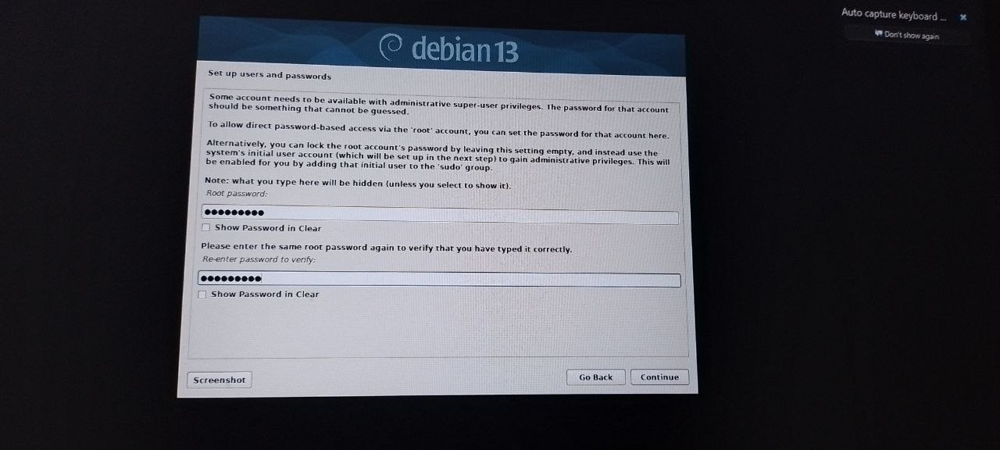 Auto capture keyboard ...
Don't show again
debian 13
Set up users and passwords
Some account needs to be available with administrative super-user privileges. The password for that account
should be something that cannot be guessed.
To allow direct password-based access via the 'root' account, you can set the password for that account here.
Alternatively, you can lock the root account's password by leaving this setting empty, and instead use the
system's initial user account (which will be set up in the next step) to gain administrative privileges. This will
be enabled for you by adding that initial user to the 'sudo' group.
Note: what you type here will be hidden (unless you select to show it).
Root password:
●●●●●●●●●
Show Password in Clear
Please enter the same root password again to verify that you have typed it correctly.
Re-enter password to verify:
●●●●●●●●●
Show Password in Clear
Screenshot
Go Back
Continue